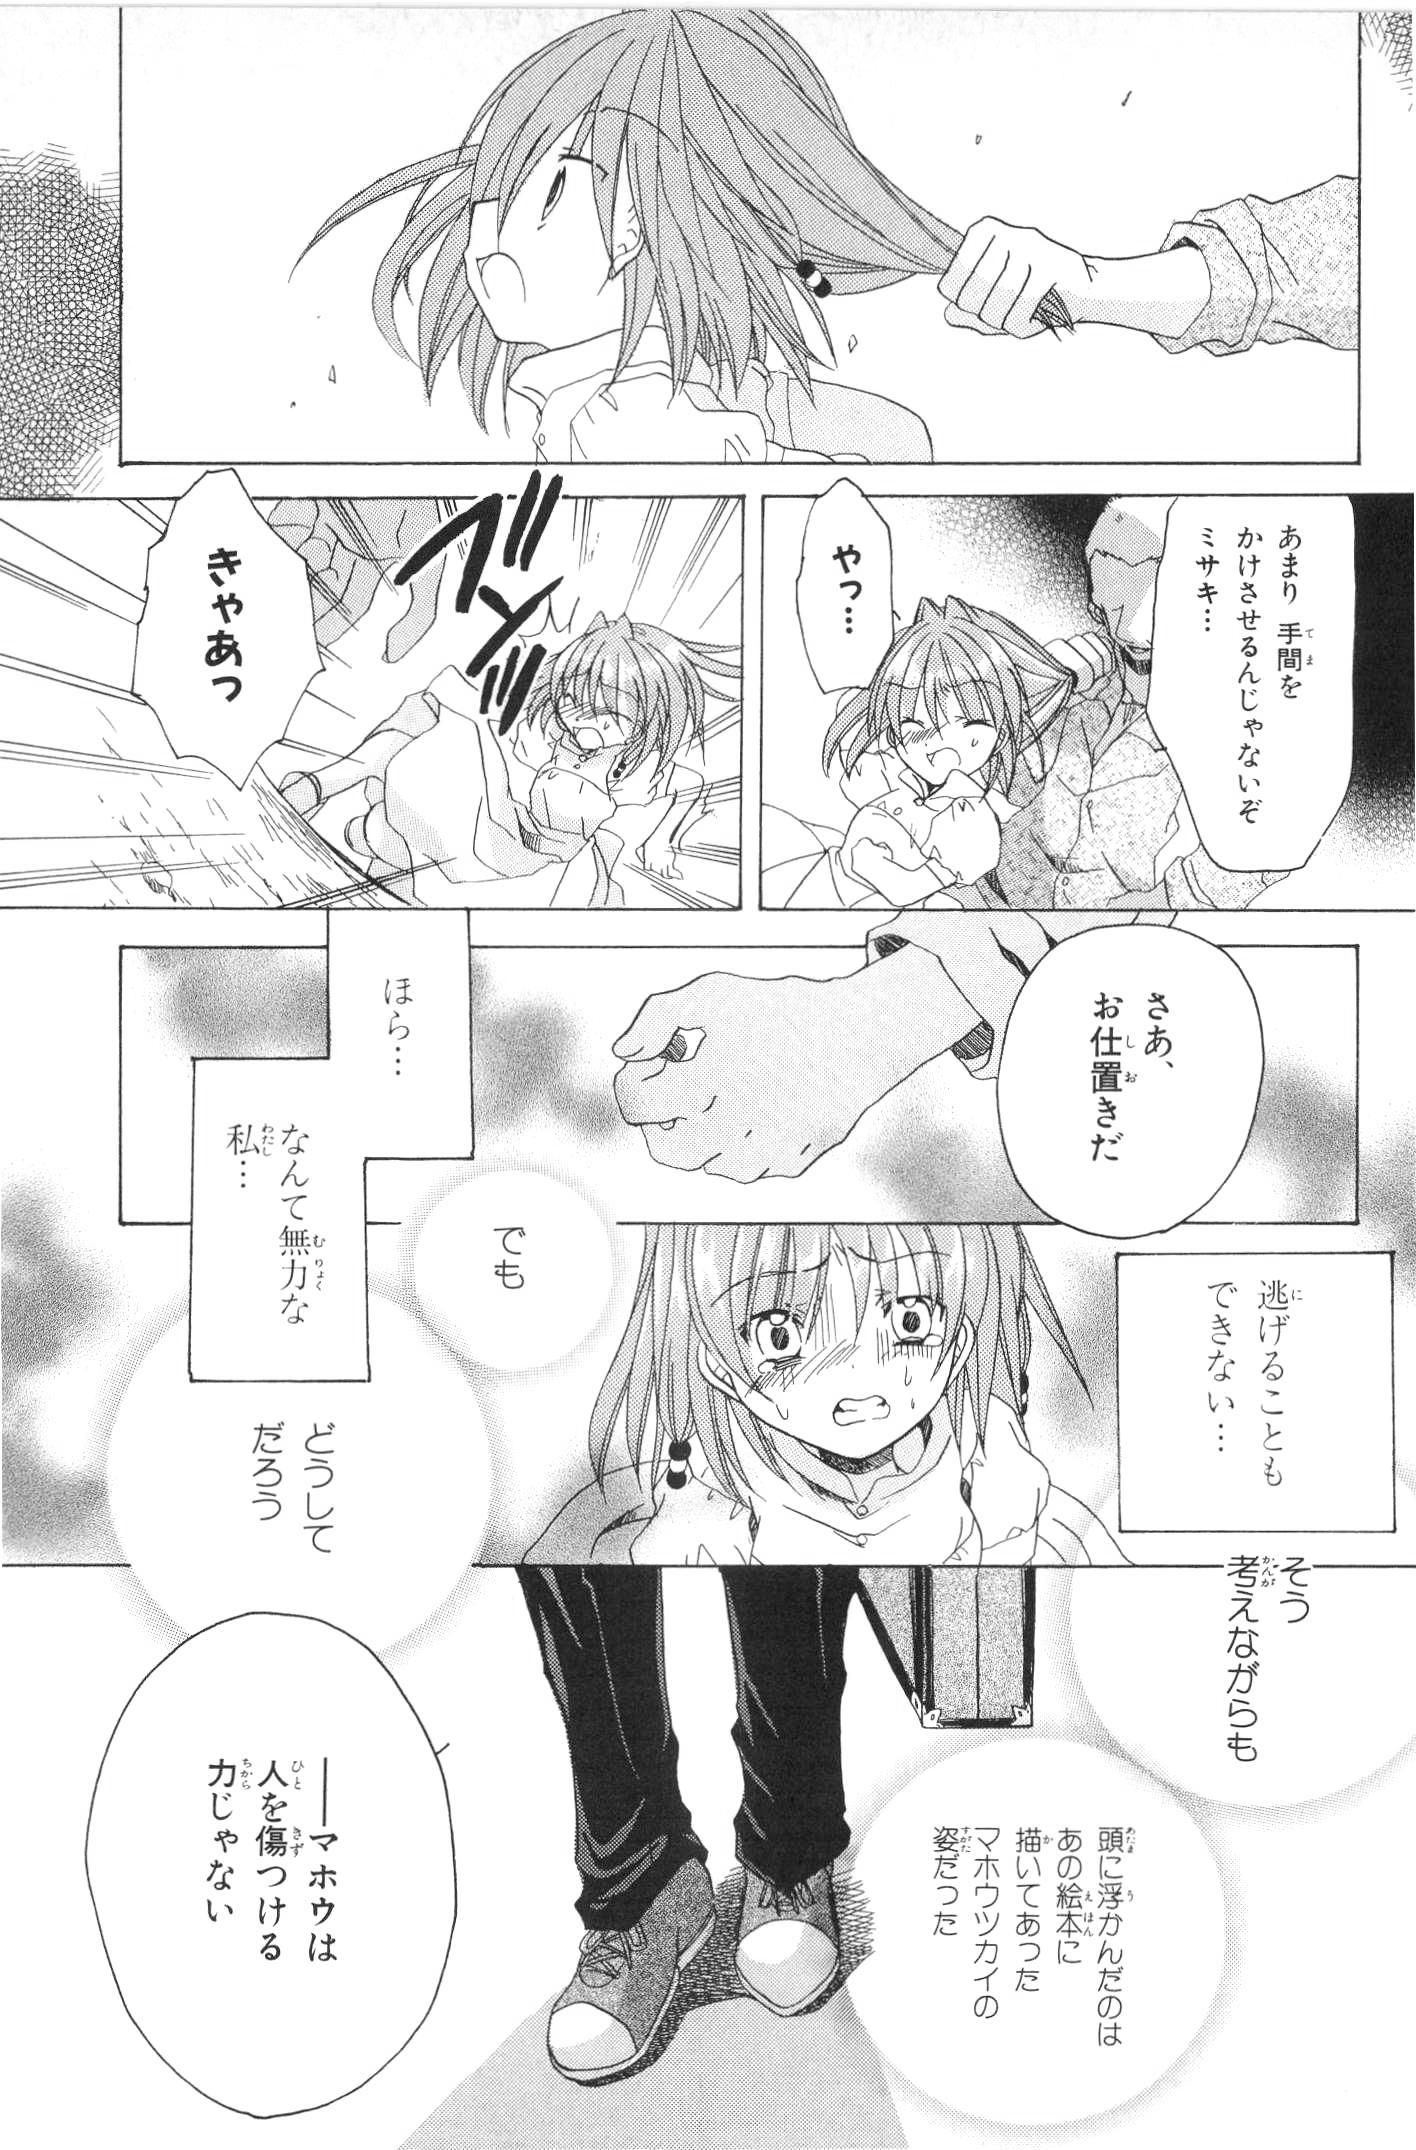 あまり手間を
かけさせるんじゃないぞ
ミサキ…
やっ…
ドンッ
きゃあっ
さあ、
お仕置きだ
ほら…
なんて無力な
私…
逃げることも
できない…
でも
どうして
だろう
そう
考えながらも
頭に浮かんだのは
あの絵本に
描いてあった
マホウツカイの
姿だった
――マホウは
人を傷つける
力じゃない